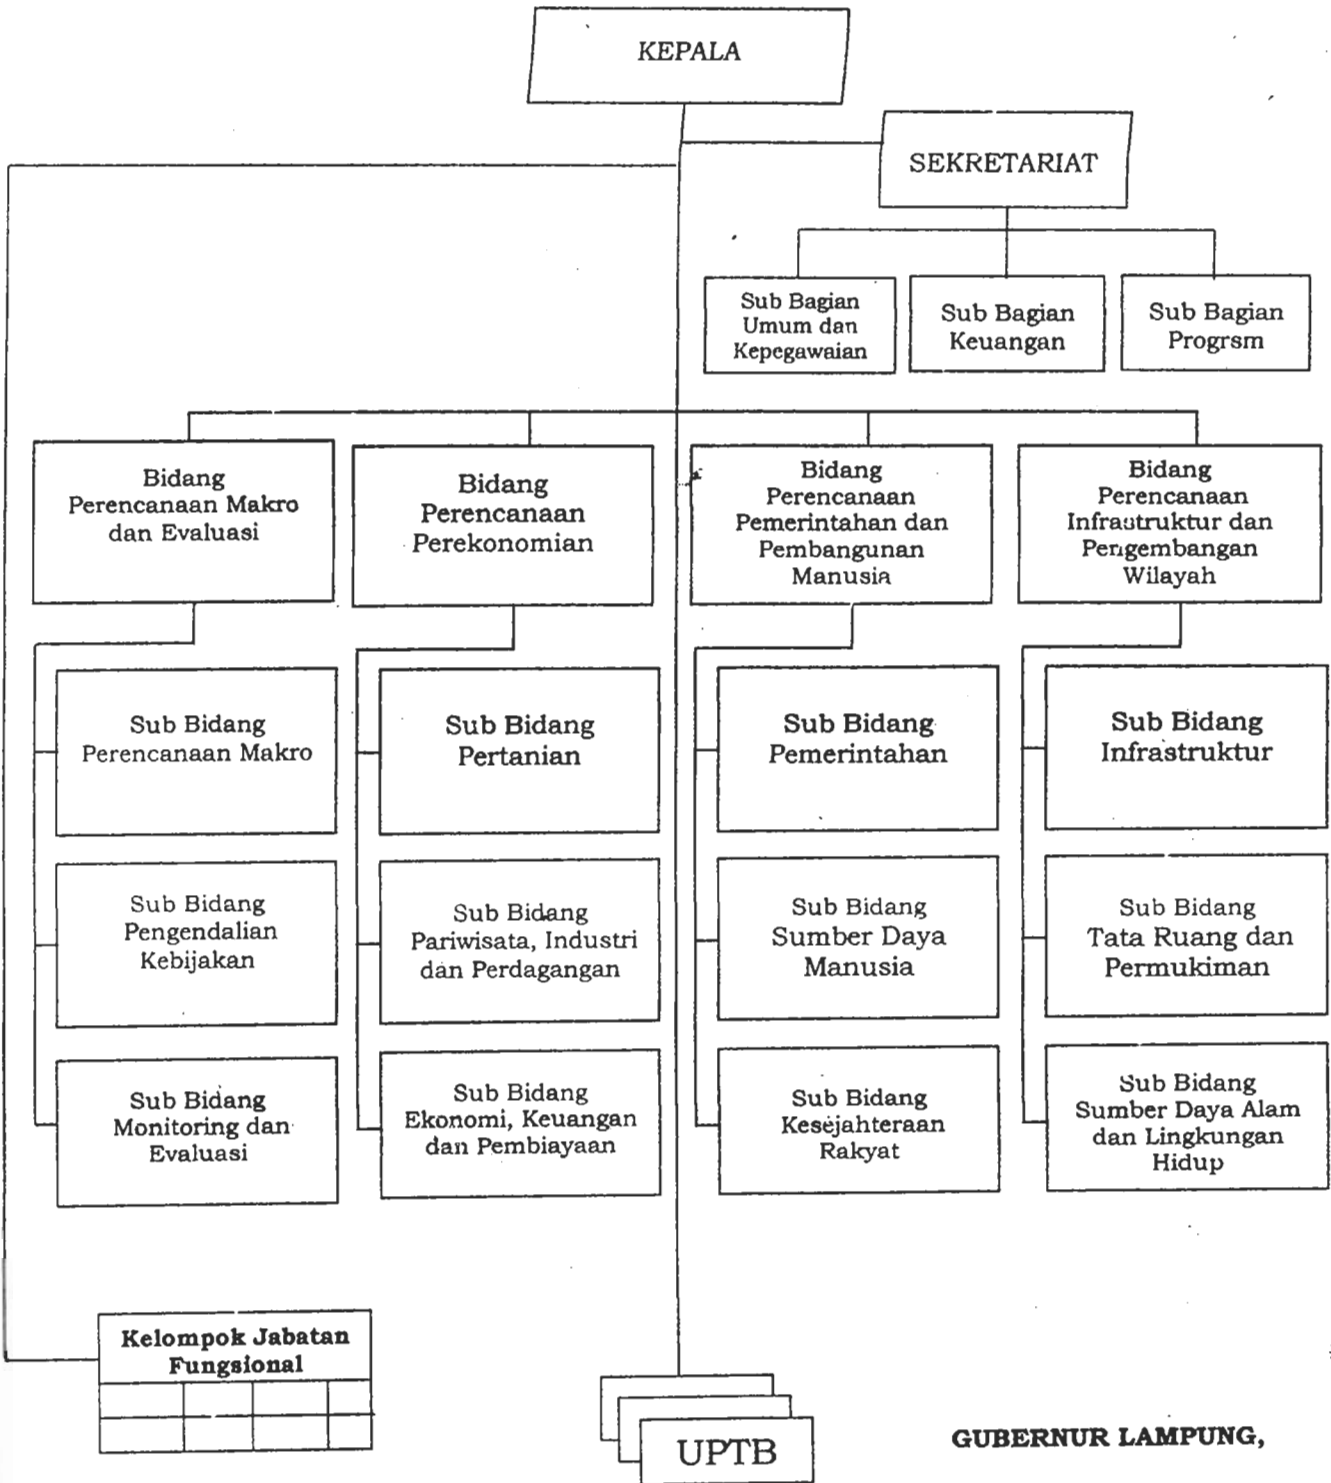 KEPALA
SEKRETARIAT
Sub Bagian
Umum dan
Kepegawaian
Sub Bagian
Keuangan
Sub Bagian
Progrsm
Bidang
Perencanaan Makro
dan Evaluasi
Bidang
Perencanaan
Perekonomian
Bidang
Perencanaan
Pemerintahan dan
Pembangunan
Manusia
Bidang
Perencanaan
Infrastruktur dan
Pengembangan
Wilayah
Sub Bidang
Perencanaan Makro
Sub Bidang
Pertanian
Sub Bidang
Pemerintahan
Sub Bidang
Infrastruktur
Sub Bidang
Pengendalian
Kebijakan
Sub Bidang
Pariwisata, Industri
dan Perdagangan
Sub Bidang
Sumber Daya
Manusia
Sub Bidang
Tata Ruang dan
Permukiman
Sub Bidang
Monitoring dan
Evaluasi
Sub Bidang
Ekonomi, Keuangan
dan Pembiayaan
Sub Bidang
Kesejahteraan
Rakyat
Sub Bidang
Sumber Daya Alam
dan Lingkungan
Hidup
Kelompok Jabatan
Fungsional
UPTB
GUBERNUR LAMPUNG,